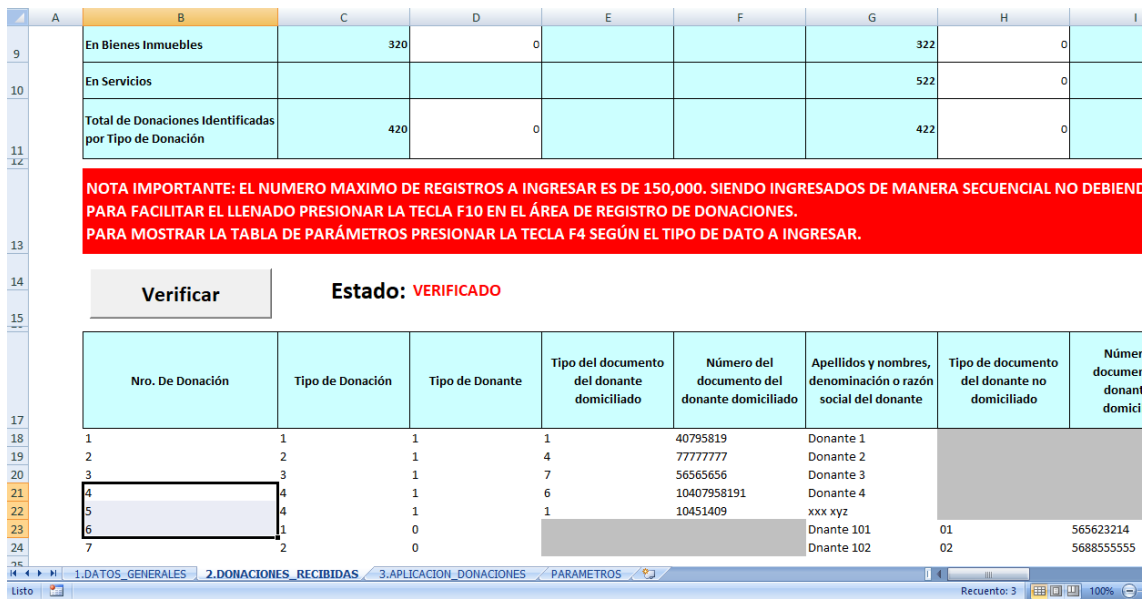 A B C D E F G H I
9 En Bienes Inmuebles 320 0 322 0
10 En Servicios 522 0
Total de Donaciones Identificadas
11 por Tipo de Donación 420 0 422 0
12
NOTA IMPORTANTE: EL NUMERO MAXIMO DE REGISTROS A INGRESAR ES DE 150,000. SIENDO INGRESADOS DE MANERA SECUENCIAL NO DEBIEND
PARA FACILITAR EL LLENADO PRESIONAR LA TECLA F10 EN EL ÁREA DE REGISTRO DE DONACIONES.
13 PARA MOSTRAR LA TABLA DE PARÁMETROS PRESIONAR LA TECLA F4 SEGÚN EL TIPO DE DATO A INGRESAR.
14 Verificar Estado: VERIFICADO
15
Tipo del documento Número del Apellidos y nombres, Tipo de documento Númer
Nro. De Donación Tipo de Donación Tipo de Donante del donante documento del denominación o razón del donante no documen
domiciliado donante domiciliado social del donante domiciliado donant
domici
17
18 1 1 1 1 40795819 Donante 1
19 2 2 1 4 77777777 Donante 2
20 3 3 1 7 56565656 Donante 3
21 4 4 1 6 10407958191 Donante 4
22 5 4 1 1 10451409 xxx xyz
23 6 1 0 Dnante 101 01 565623214
24 7 2 0 Dnante 102 02 5688555555
25
1.DATOS_GENERALES 2.DONACIONES_RECIBIDAS 3.APLICACION_DONACIONES PARAMETROS
Listo Recuento: 3 100%